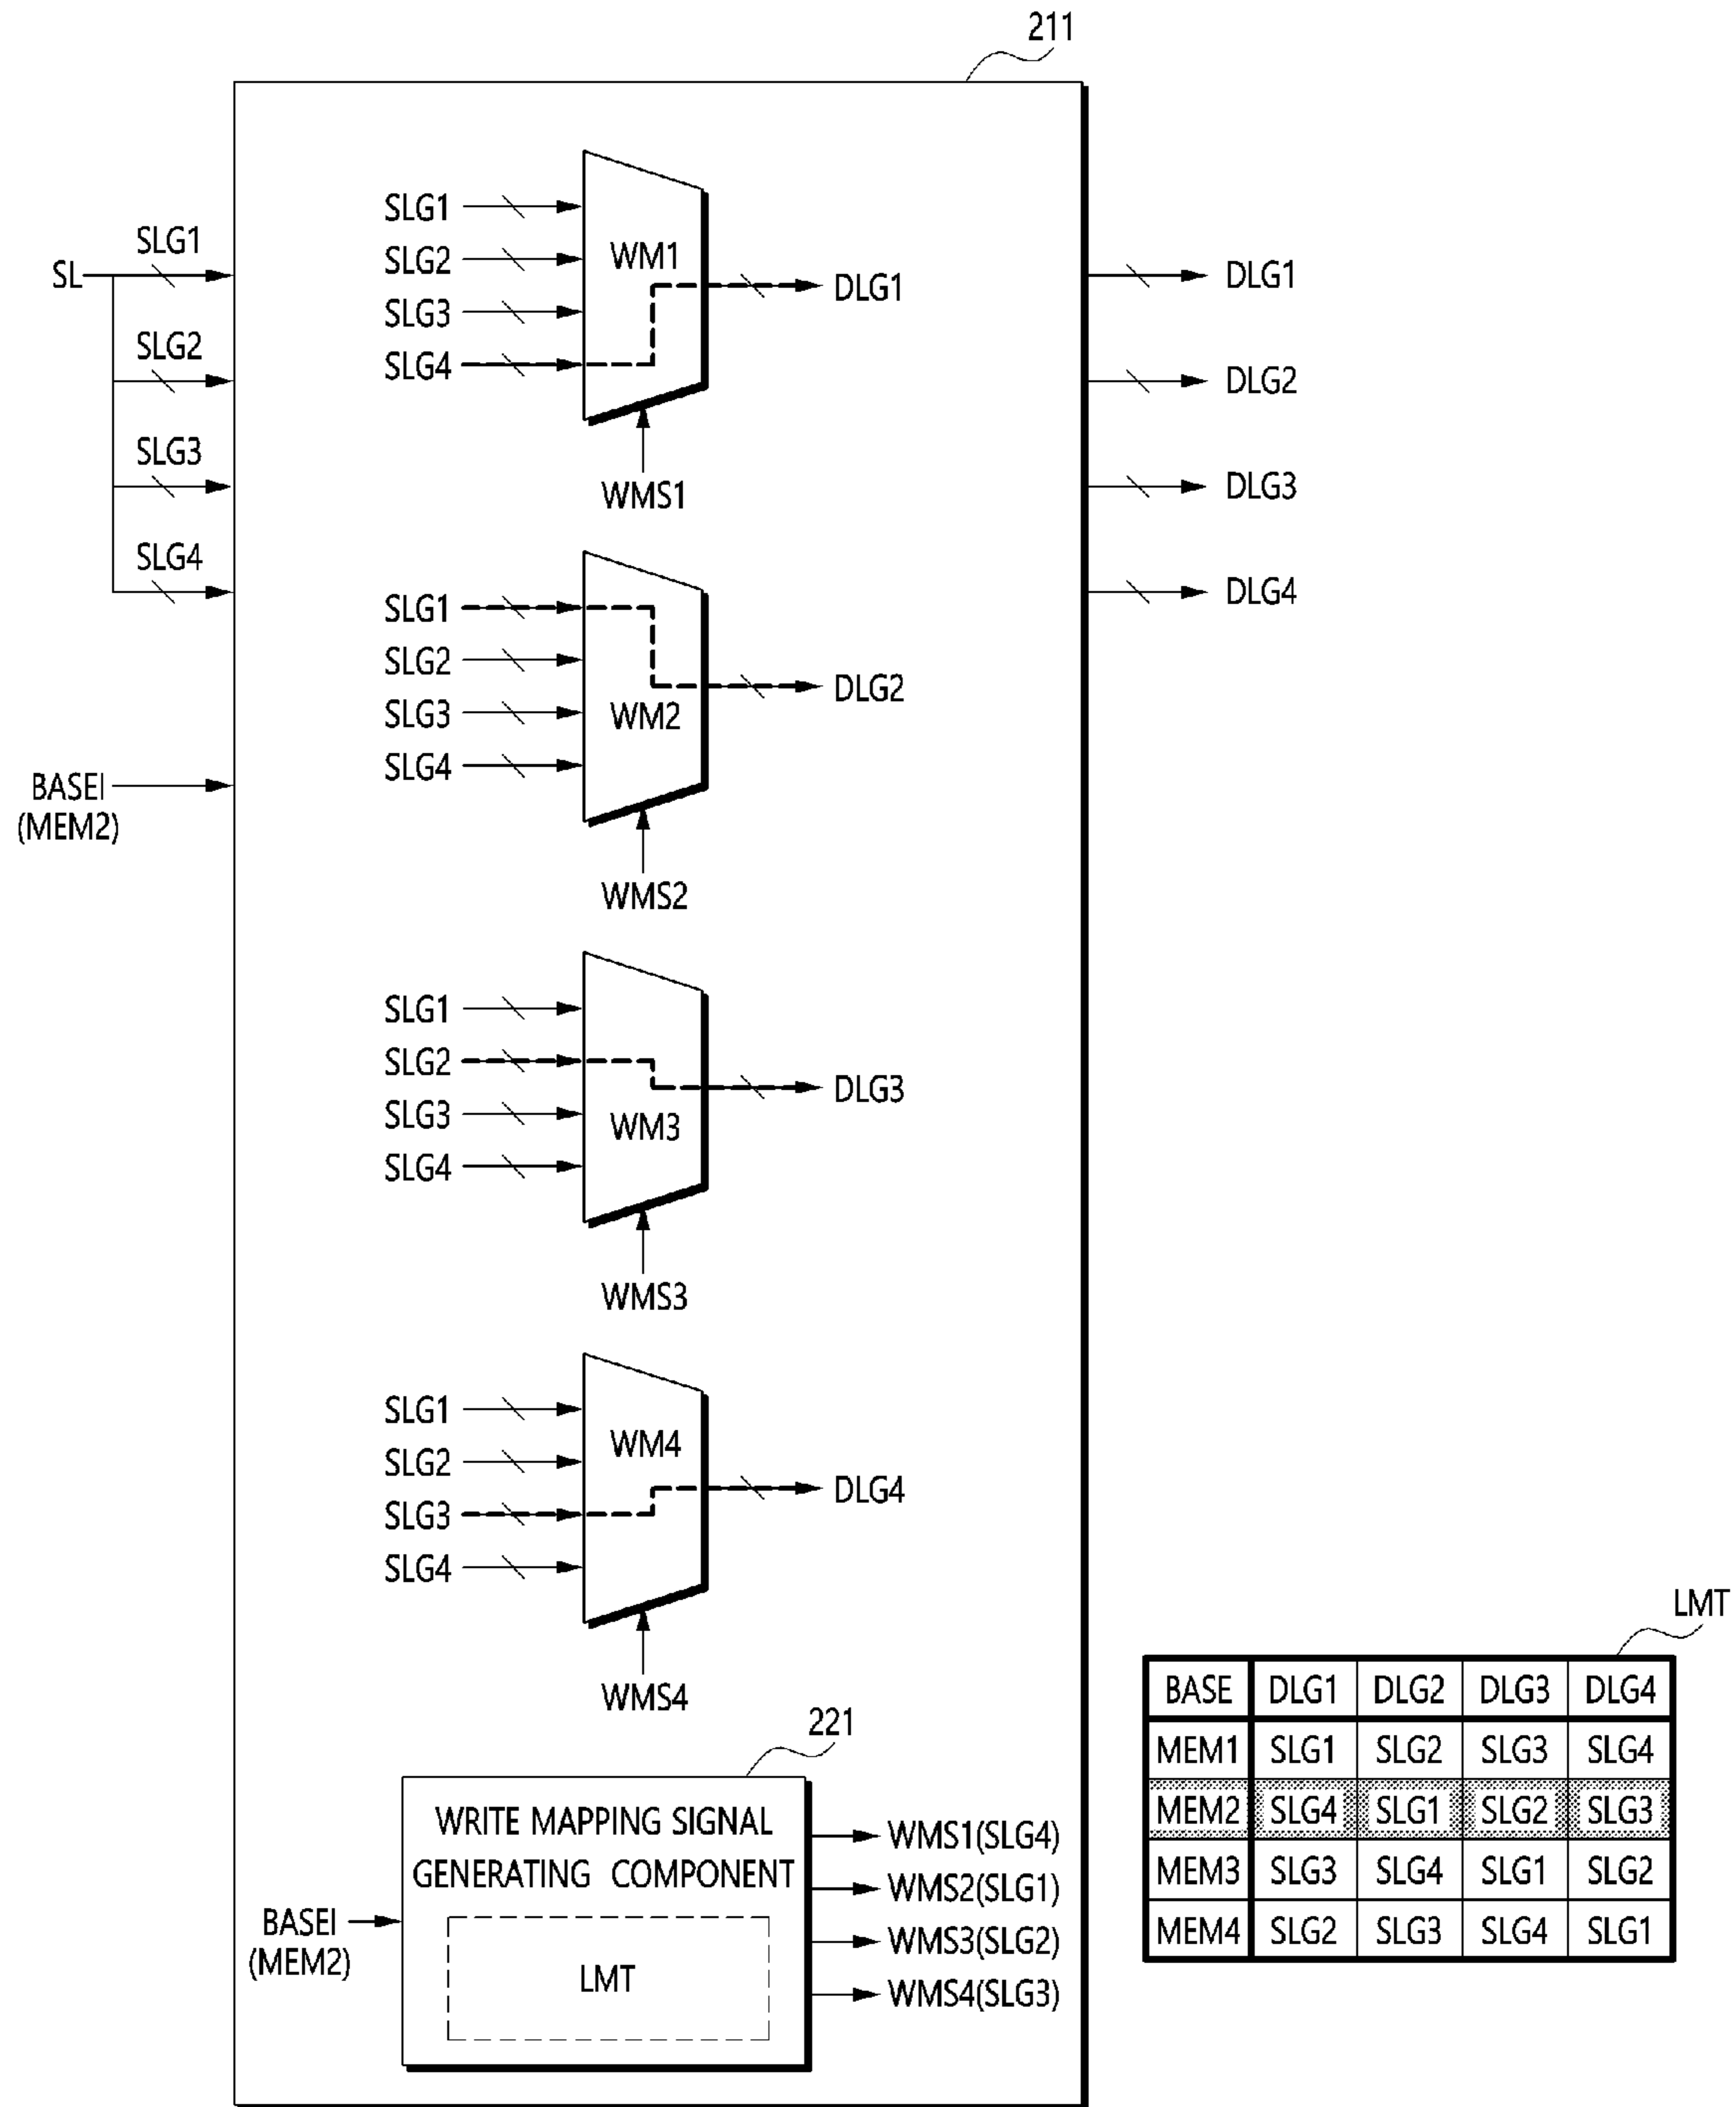 211
SL
SLG1
SLG2
SLG3
SLG4
BASEI
(MEM2)
SLG1
SLG2
SLG3
SLG4
WM1
DLG1
WMS1
SLG1
SLG2
SLG3
SLG4
WM2
DLG2
WMS2
SLG1
SLG2
SLG3
SLG4
WM3
DLG3
WMS3
SLG1
SLG2
SLG3
SLG4
WM4
DLG4
WMS4
DLG1
DLG2
DLG3
DLG4
221
WRITE MAPPING SIGNAL
GENERATING COMPONENT
LMT
BASEI
(MEM2)
WMS1(SLG4)
WMS2(SLG1)
WMS3(SLG2)
WMS4(SLG3)
LMT
BASE DLG1 DLG2 DLG3 DLG4
MEM1 SLG1 SLG2 SLG3 SLG4
MEM2 SLG4 SLG1 SLG2 SLG3
MEM3 SLG3 SLG4 SLG1 SLG2
MEM4 SLG2 SLG3 SLG4 SLG1